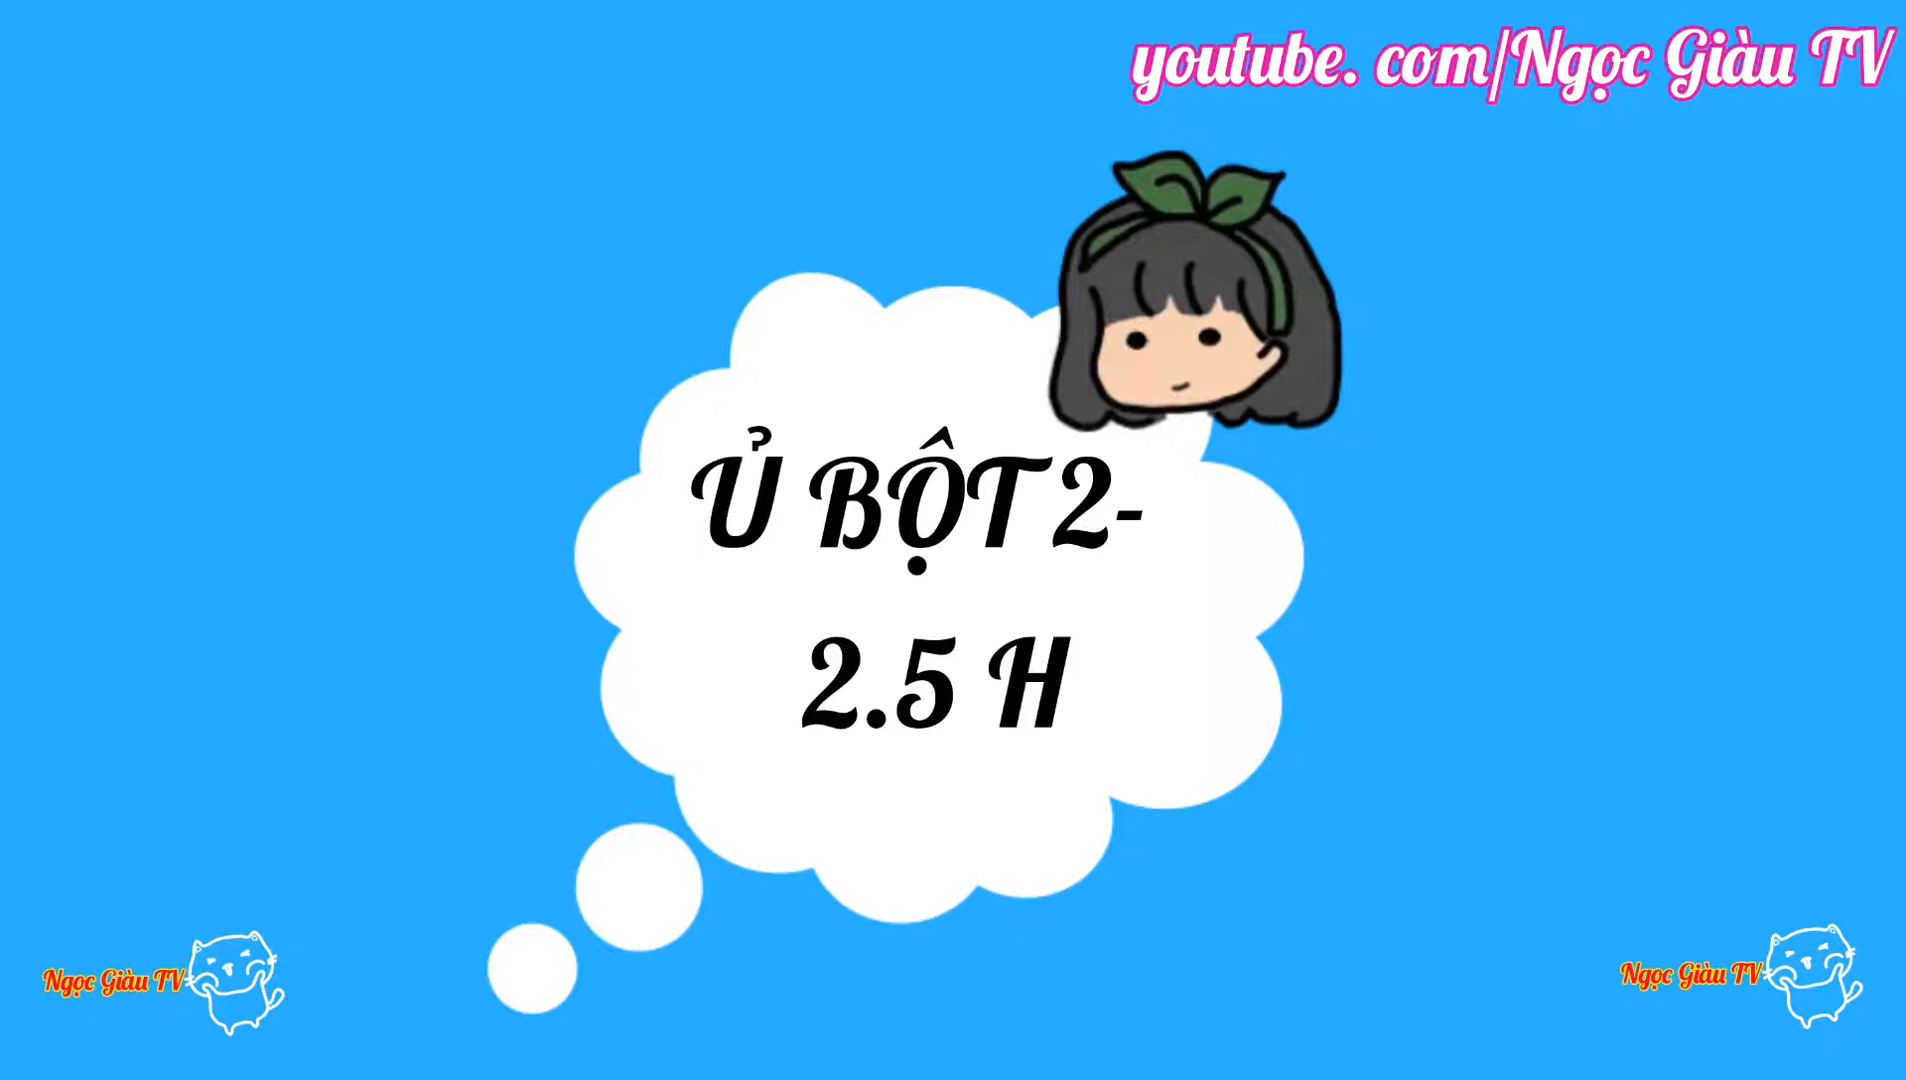 youtube. com/Ngọc Giàu TV
Ủ BỘT 2-
2.5 H
Ngọc Giàu TV
Ngọc Giàu TV